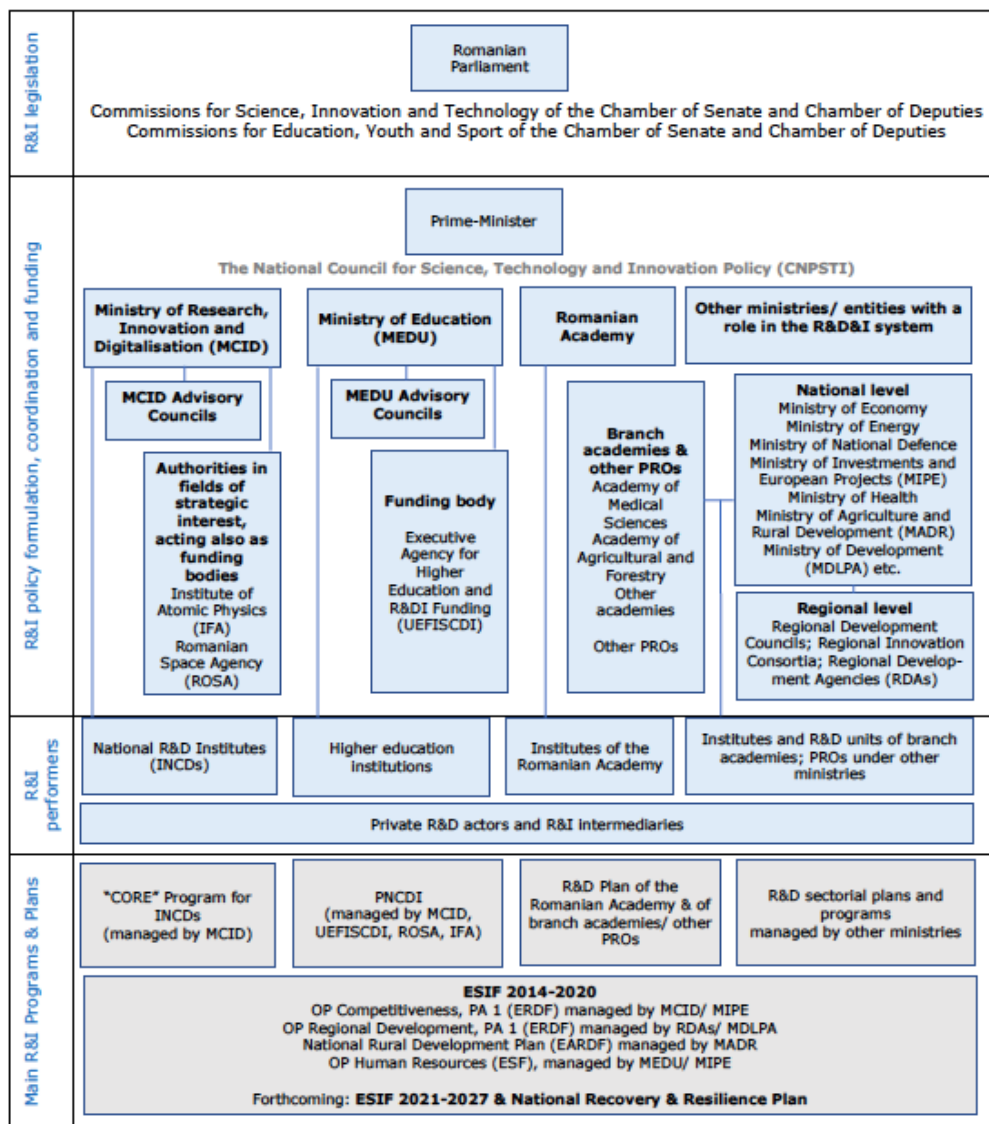 R&I legislation
Romanian
Parliament
Commissions for Science, Innovation and Technology of the Chamber of Senate and Chamber of Deputies
Commissions for Education, Youth and Sport of the Chamber of Senate and Chamber of Deputies
R&I policy formulation, coordination and funding
Prime-Minister
The National Council for Science, Technology and Innovation Policy (CNPSTI)
Ministry of Research,
Innovation and
Digitalisation (MCID)
MCID Advisory
Councils
Authorities in
fields of
strategic
interest,
acting also as
funding
bodies
Institute of
Atomic Physics
(IFA)
Romanian
Space Agency
(ROSA)
Ministry of Education
(MEDU)
MEDU Advisory
Councils
Funding body
Executive
Agency for
Higher
Education and
R&DI Funding
(UEFISCDI)
Romanian
Academy
Branch
academies &
other PROs
Academy of
Medical
Sciences
Academy of
Agricultural and
Forestry
Other
academies
Other PROs
Other ministries/ entities with a
role in the R&D&I system
National level
Ministry of Economy
Ministry of Energy
Ministry of National Defence
Ministry of Investments and
European Projects (MIPE)
Ministry of Health
Ministry of Agriculture and
Rural Development (MADR)
Ministry of Development
(MDLPA) etc.
Regional level
Regional Development
Councils; Regional Innovation
Consortia; Regional Develop-
ment Agencies (RDAs)
R&I
performers
National R&D Institutes
(INCDs)
Higher education
institutions
Institutes of the
Romanian Academy
Institutes and R&D units of branch
academies; PROs under other
ministries
Private R&D actors and R&I intermediaries
Main R&I Programs & Plans
"CORE" Program for
INCDs
(managed by MCID)
PNCDI
(managed by MCID,
UEFISCDI, ROSA, IFA)
R&D Plan of the
Romanian Academy & of
branch academies/ other
PROs
R&D sectorial plans and
programs
managed by other ministries
ESIF 2014-2020
OP Competitiveness, PA 1 (ERDF) managed by MCID/ MIPE
OP Regional Development, PA 1 (ERDF) managed by RDAs/ MDLPA
National Rural Development Plan (EARDF) managed by MADR
OP Human Resources (ESF), managed by MEDU/ MIPE
Forthcoming: ESIF 2021-2027 & National Recovery & Resilience Plan